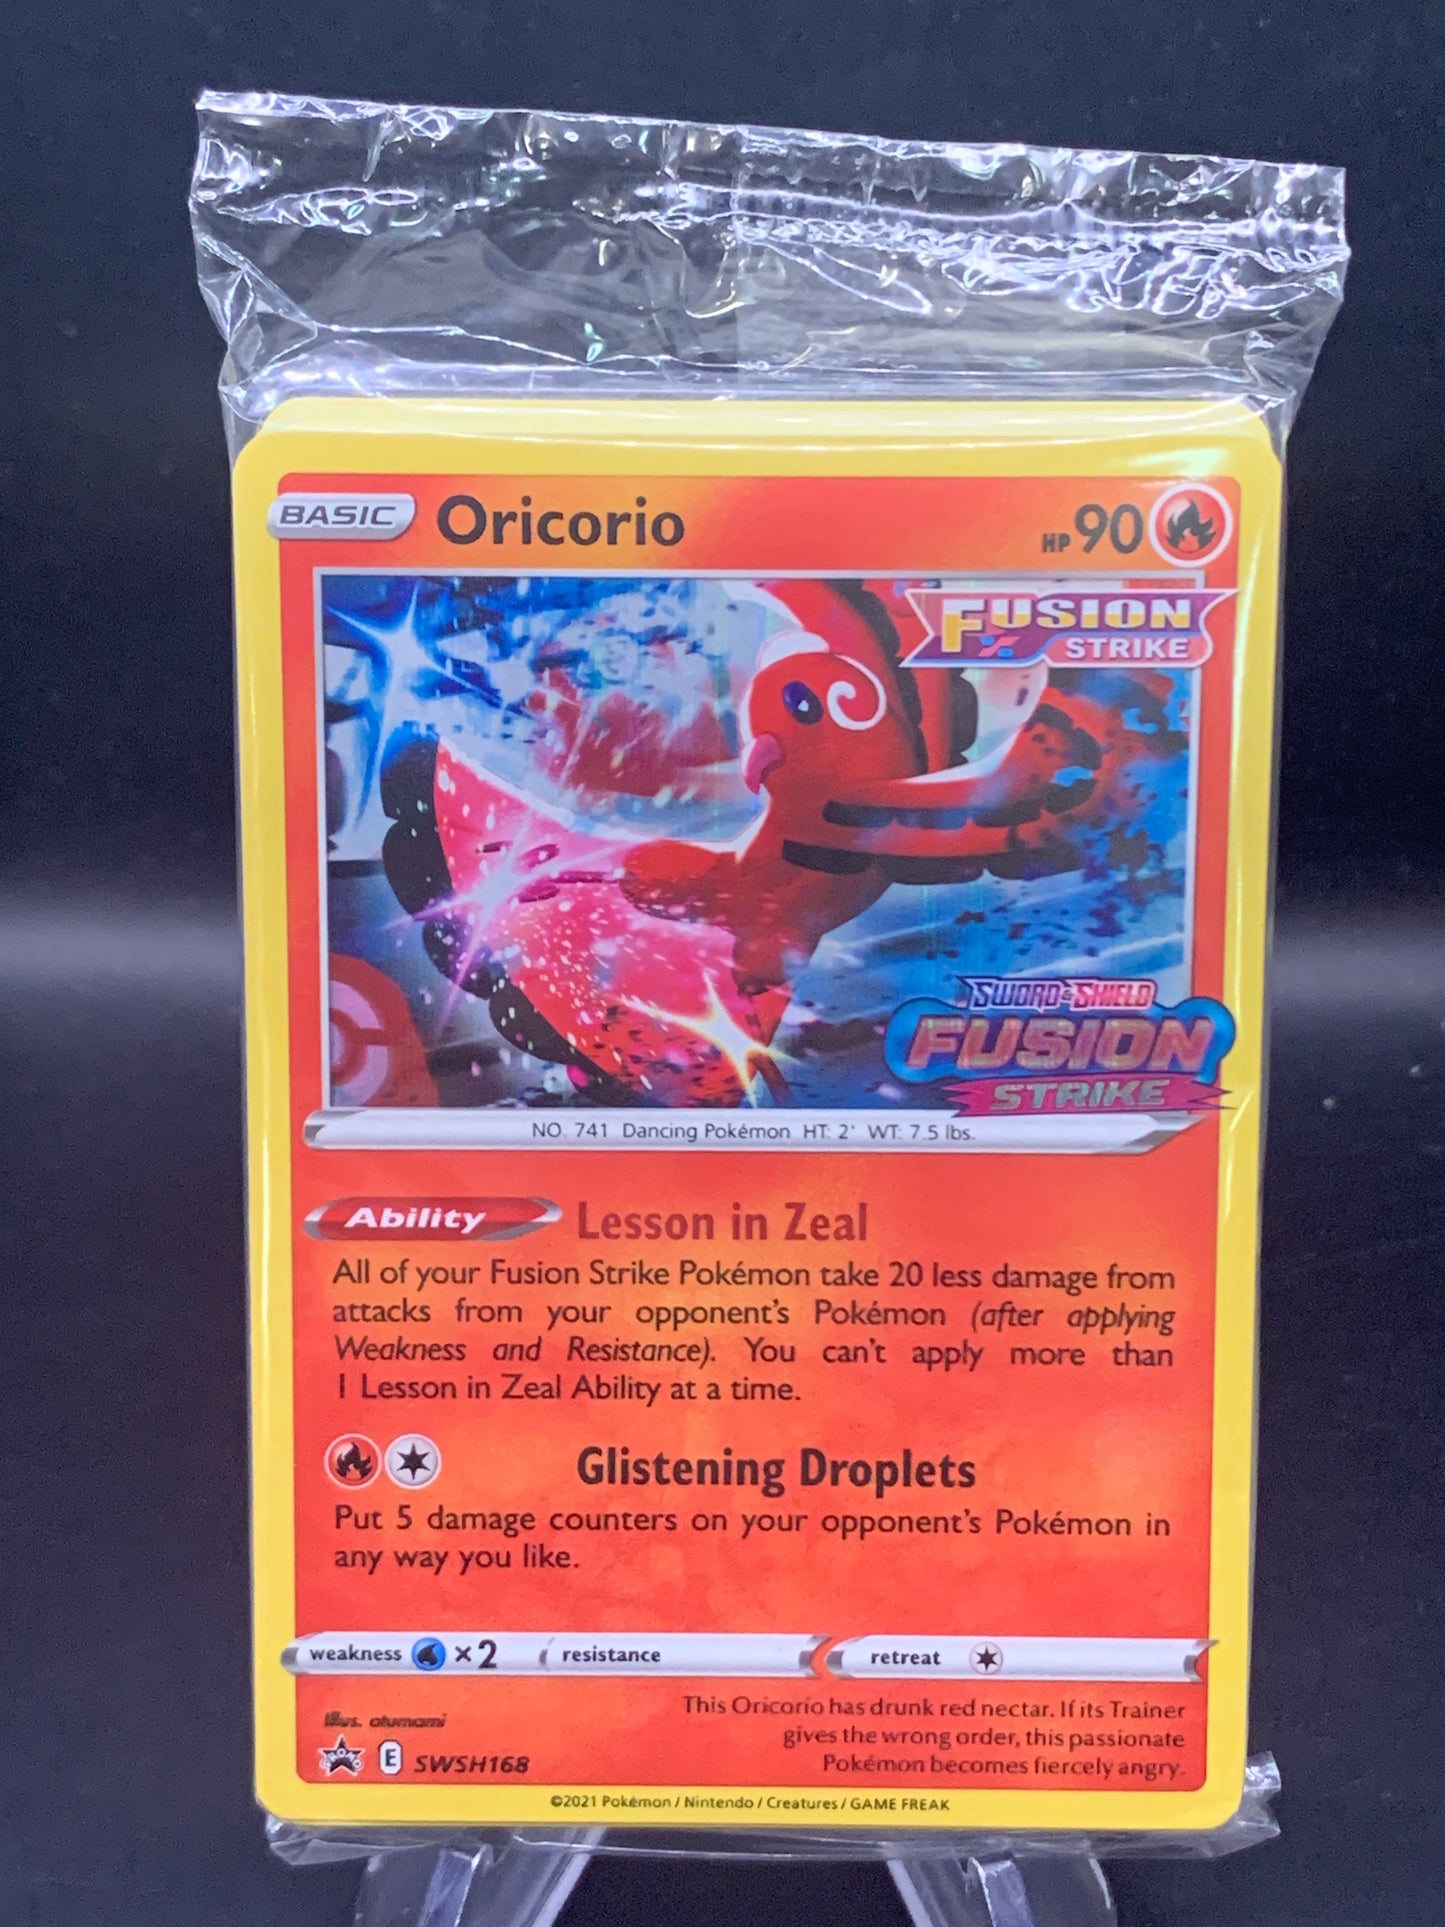 BASIC Oricorio HP 90
FUSION
STRIKE
SWORD & SHIELD
FUSION
STRIKE
NO. 741 Dancing Pokémon HT: 2' WT: 7.5 lbs.
Ability Lesson in Zeal
All of your Fusion Strike Pokémon take 20 less damage from
attacks from your opponent's Pokémon (after applying
Weakness and Resistance). You can't apply more than
1 Lesson in Zeal Ability at a time.
Glistening Droplets
Put 5 damage counters on your opponent's Pokémon in
any way you like.
weakness ×2 resistance retreat
Illus. otumami
PROMO E SWSH168
This Oricorio has drunk red nectar. If its Trainer
gives the wrong order, this passionate
Pokémon becomes fiercely angry.
©2021 Pokémon / Nintendo / Creatures / GAME FREAK